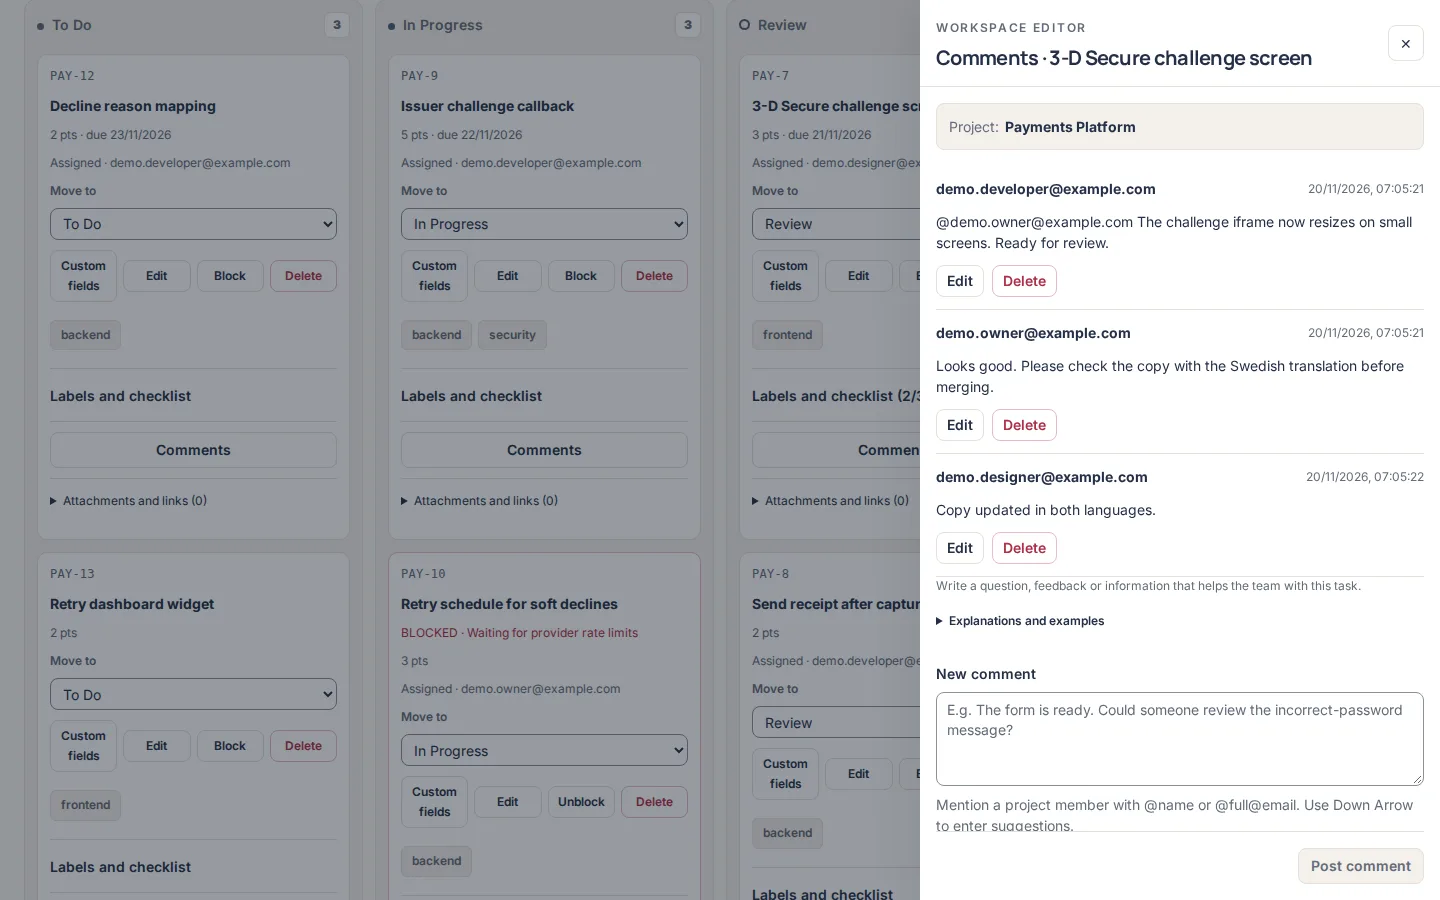 To Do
3
PAY-12
Decline reason mapping
2 pts · due 23/11/2026
Assigned · demo.developer@example.com
Move to
To Do
Custom fields
Edit
Block
Delete
backend
Labels and checklist
Comments
Attachments and links (0)
PAY-13
Retry dashboard widget
2 pts
Move to
To Do
Custom fields
Edit
Block
Delete
frontend
Labels and checklist
In Progress
3
PAY-9
Issuer challenge callback
5 pts · due 22/11/2026
Assigned · demo.developer@example.com
Move to
In Progress
Custom fields
Edit
Block
Delete
backend
security
Labels and checklist
Comments
Attachments and links (0)
PAY-10
Retry schedule for soft declines
BLOCKED · Waiting for provider rate limits
3 pts
Assigned · demo.owner@example.com
Move to
In Progress
Custom fields
Edit
Unblock
Delete
backend
Review
PAY-7
3-D Secure challenge scr
3 pts · due 21/11/2026
Assigned · demo.designer@ex
Move to
Review
Custom fields
Edit
frontend
Labels and checklist (2/3
Commen
Attachments and links (0)
PAY-8
Send receipt after captur
2 pts
Assigned · demo.developer@e
Move to
Review
Custom fields
Edit
backend
Labels and checklist
WORKSPACE EDITOR
Comments · 3-D Secure challenge screen
×
Project: Payments Platform
demo.developer@example.com
20/11/2026, 07:05:21
@demo.owner@example.com The challenge iframe now resizes on small
screens. Ready for review.
Edit
Delete
demo.owner@example.com
20/11/2026, 07:05:21
Looks good. Please check the copy with the Swedish translation before
merging.
Edit
Delete
demo.designer@example.com
20/11/2026, 07:05:22
Copy updated in both languages.
Edit
Delete
Write a question, feedback or information that helps the team with this task.
Explanations and examples
New comment
E.g. The form is ready. Could someone review the incorrect-password
message?
Mention a project member with @name or @full@email. Use Down Arrow
to enter suggestions.
Post comment